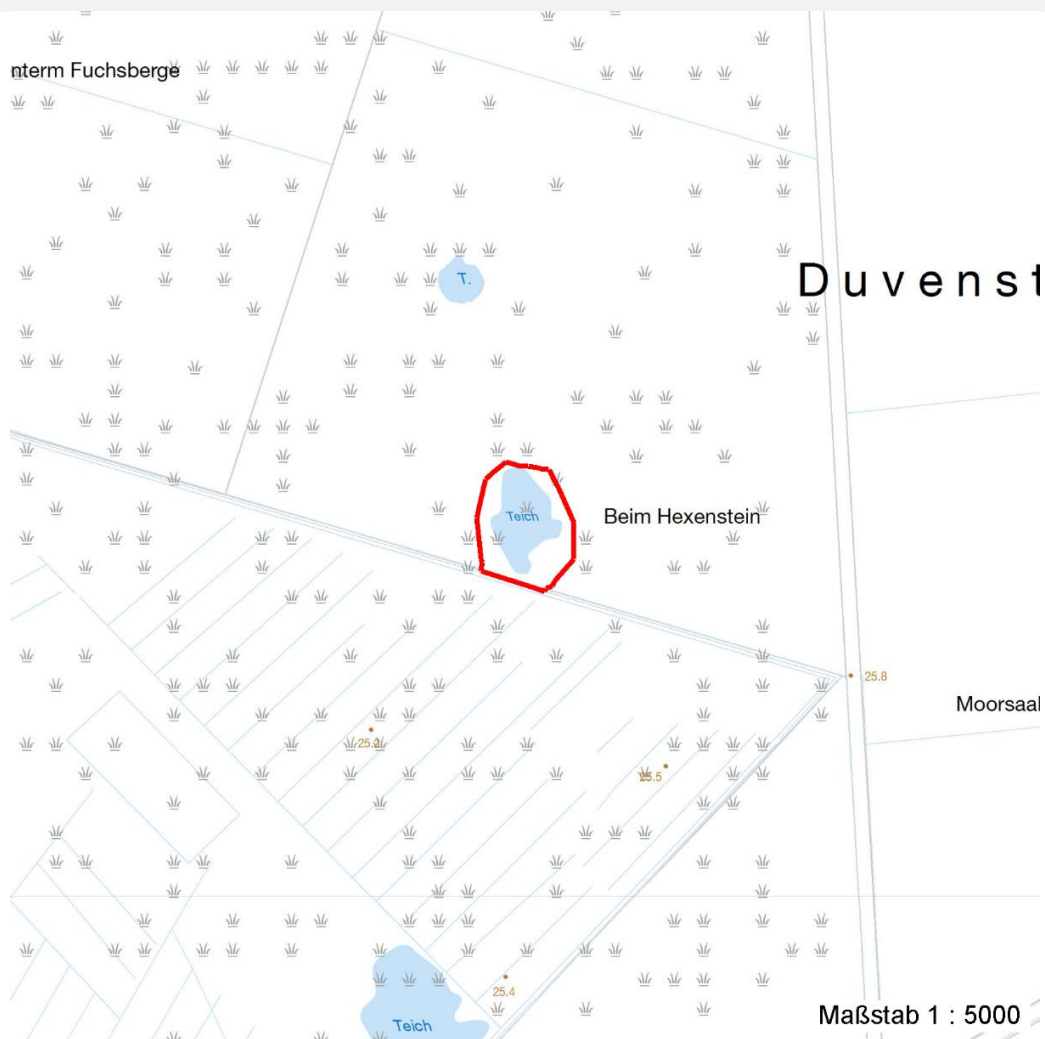 nterm Fuchsberge
T.
Duvenst
Teich
Beim Hexenstein
25.8
Moorsaal
25.5
25.4
Teich
Maßstab 1 : 5000